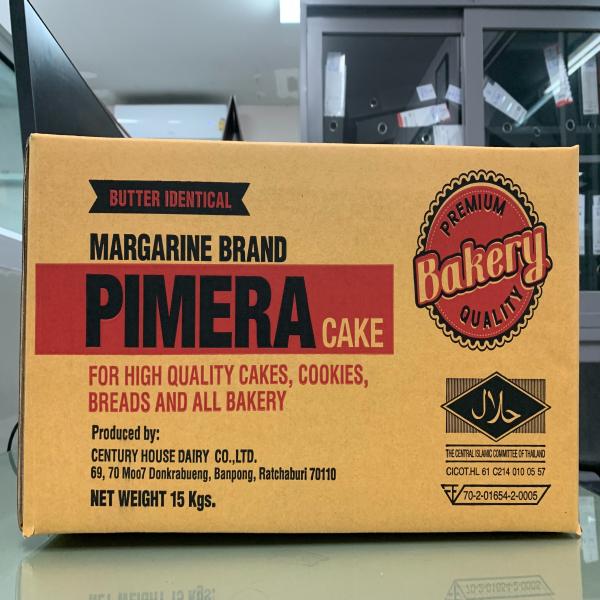 BUTTER IDENTICAL
MARGARINE BRAND
PIMERA CAKE
FOR HIGH QUALITY CAKES, COOKIES,
BREADS AND ALL BAKERY
Produced by:
CENTURY HOUSE DAIRY CO.,LTD.
69, 70 Moo7 Donkrabueng, Banpong, Ratchaburi 70110
NET WEIGHT 15 Kgs.
PREMIUM
Bakery
QUALITY
حلال
THE CENTRAL ISLAMIC COMMITTEE OF THAILAND
CICOT.HL 61 C214 010 05 57
70-2-01654-2-0005